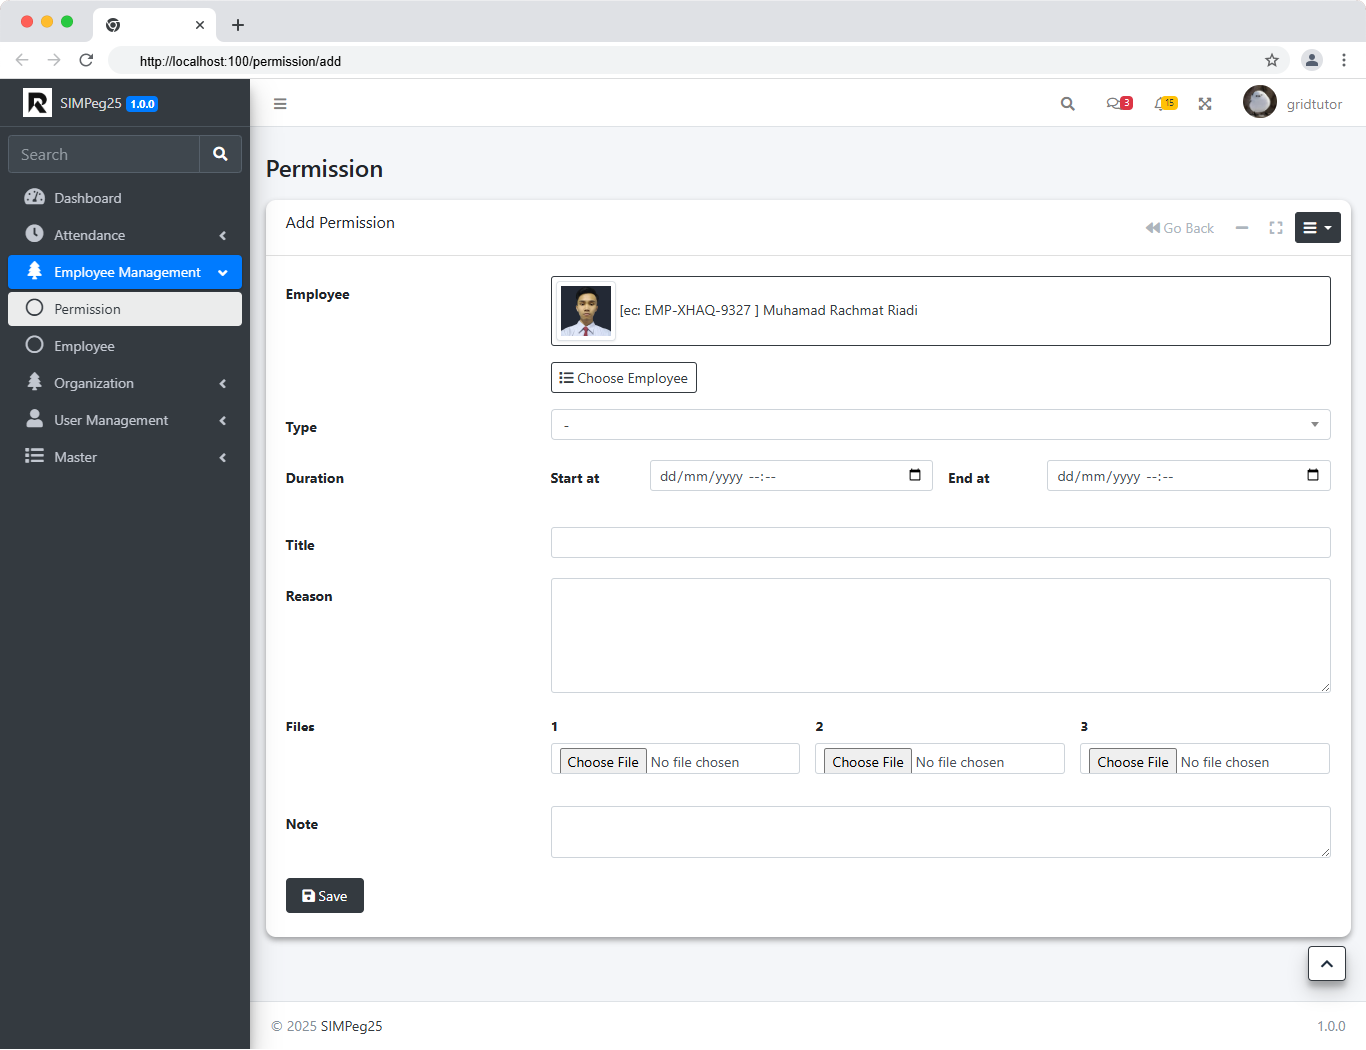 http://localhost:100/permission/add
SIMPeg25 1.0.0
3
15
gridtutor
Search
Dashboard
Attendance
Employee Management
Permission
Employee
Organization
User Management
Master
Permission
Add Permission
Go Back
Employee
[ec: EMP-XHAQ-9327 ] Muhamad Rachmat Riadi
Choose Employee
Type
-
Duration
Start at
dd/mm/yyyy --:--
End at
dd/mm/yyyy --:--
Title
Reason
Files
1
2
3
Choose File No file chosen
Choose File No file chosen
Choose File No file chosen
Note
Save
© 2025 SIMPeg25
1.0.0